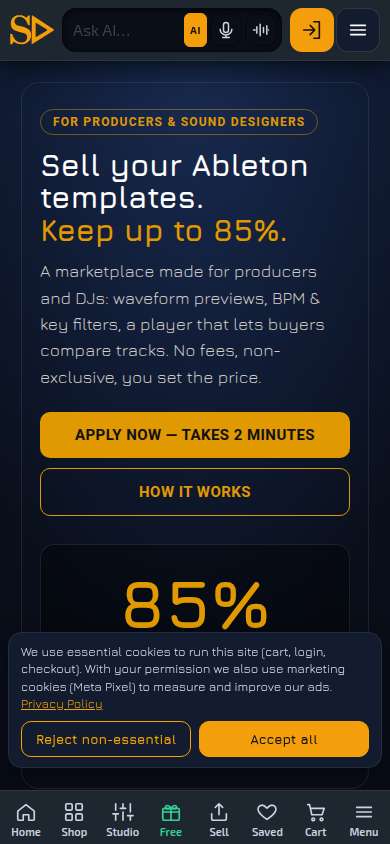 SD
Ask AI...
AI
FOR PRODUCERS & SOUND DESIGNERS
Sell your Ableton
templates.
Keep up to 85%.
A marketplace made for producers
and DJs: waveform previews, BPM &
key filters, a player that lets buyers
compare tracks. No fees, non-
exclusive, you set the price.
APPLY NOW — TAKES 2 MINUTES
HOW IT WORKS
85%
We use essential cookies to run this site (cart, login,
checkout). With your permission we also use marketing
cookies (Meta Pixel) to measure and improve our ads.
Privacy Policy
Reject non-essential
Accept all
Home
Shop
Studio
Free
Sell
Saved
Cart
Menu